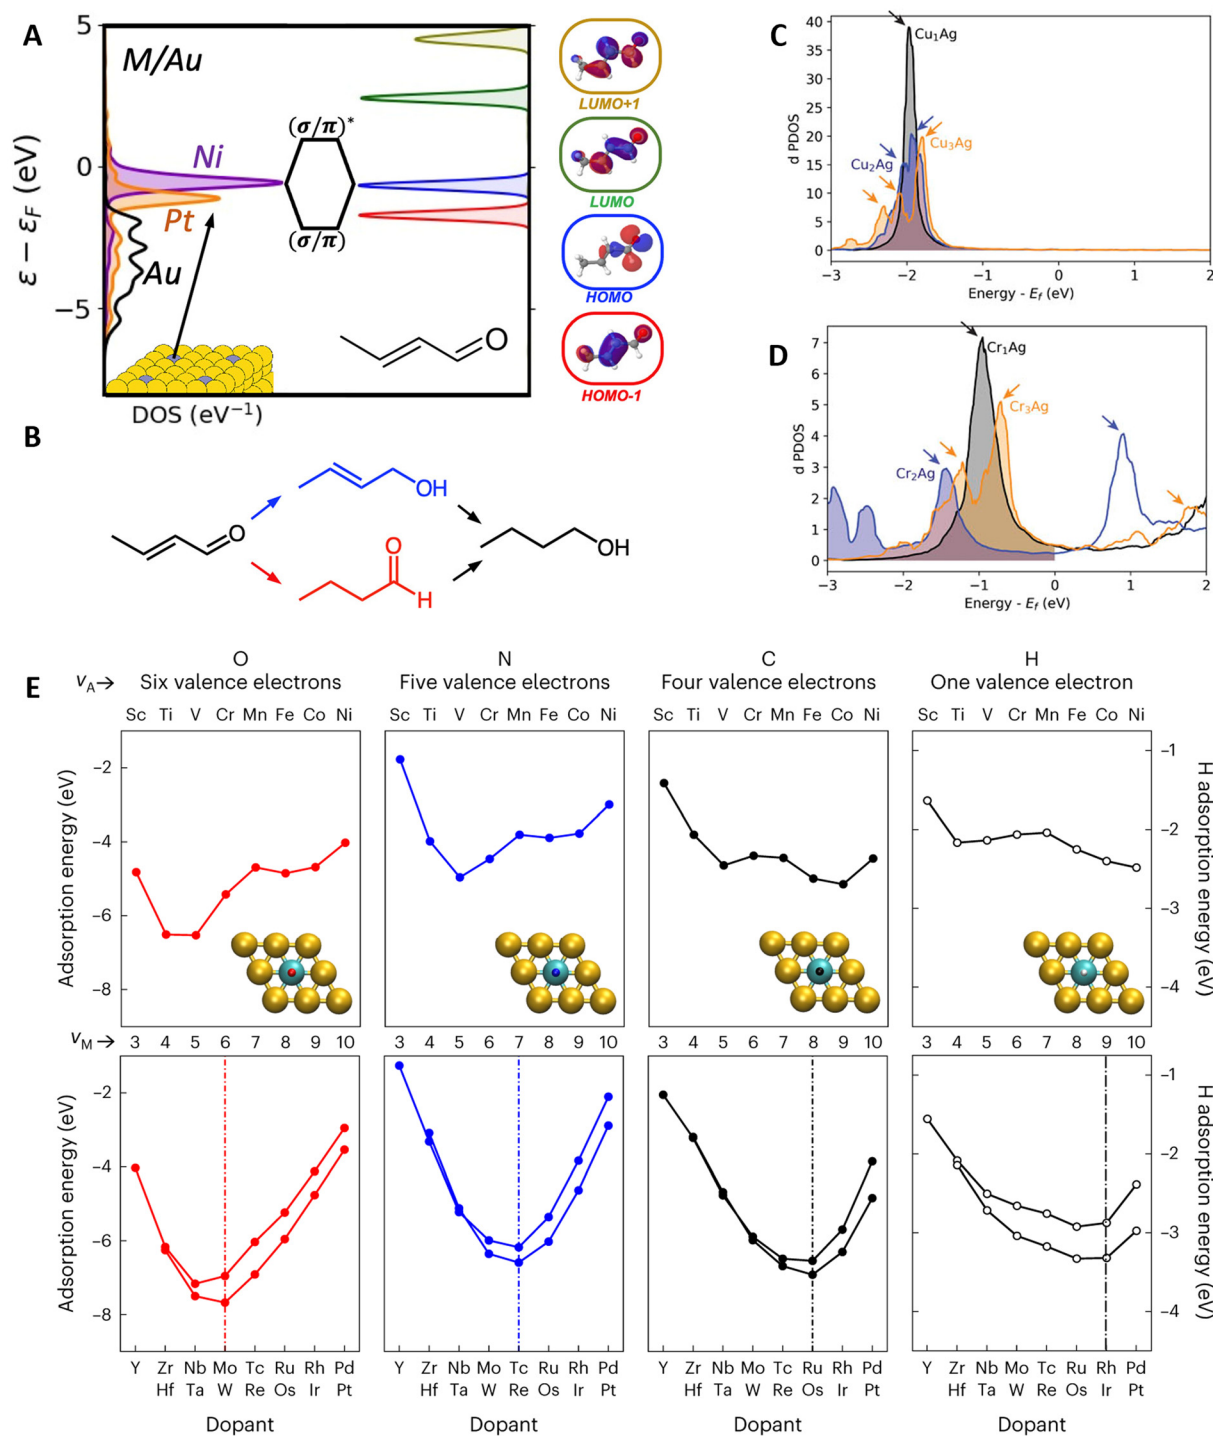 A
5
0
−5
ε − ε_F (eV)
M/Au
Ni
Pt
Au
(σ/π)*
(σ/π)
O
DOS (eV⁻¹)
LUMO+1
LUMO
HOMO
HOMO-1
B
OH
O
O
H
OH
C
40
35
30
25
20
15
10
5
0
d PDOS
Cu₁Ag
Cu₂Ag
Cu₃Ag
−3 −2 −1 0 1 2
Energy - E_f (eV)
D
7
6
5
4
3
2
1
0
d PDOS
Cr₁Ag
Cr₃Ag
Cr₂Ag
−3 −2 −1 0 1 2
Energy - E_f (eV)
E
O N C H
ν_A→ Six valence electrons Five valence electrons Four valence electrons One valence electron
Sc Ti V Cr Mn Fe Co Ni Sc Ti V Cr Mn Fe Co Ni Sc Ti V Cr Mn Fe Co Ni Sc Ti V Cr Mn Fe Co Ni
Adsorption energy (eV)
−2
−4
−6
−8
−1
−2
−3
−4
H adsorption energy (eV)
ν_M→ 3 4 5 6 7 8 9 10 3 4 5 6 7 8 9 10 3 4 5 6 7 8 9 10 3 4 5 6 7 8 9 10
Adsorption energy (eV)
−2
−4
−6
−8
−1
−2
−3
−4
H adsorption energy (eV)
Y Zr Nb Mo Tc Ru Rh Pd Y Zr Nb Mo Tc Ru Rh Pd Y Zr Nb Mo Tc Ru Rh Pd Y Zr Nb Mo Tc Ru Rh Pd
Hf Ta W Re Os Ir Pt Hf Ta W Re Os Ir Pt Hf Ta W Re Os Ir Pt Hf Ta W Re Os Ir Pt
Dopant Dopant Dopant Dopant